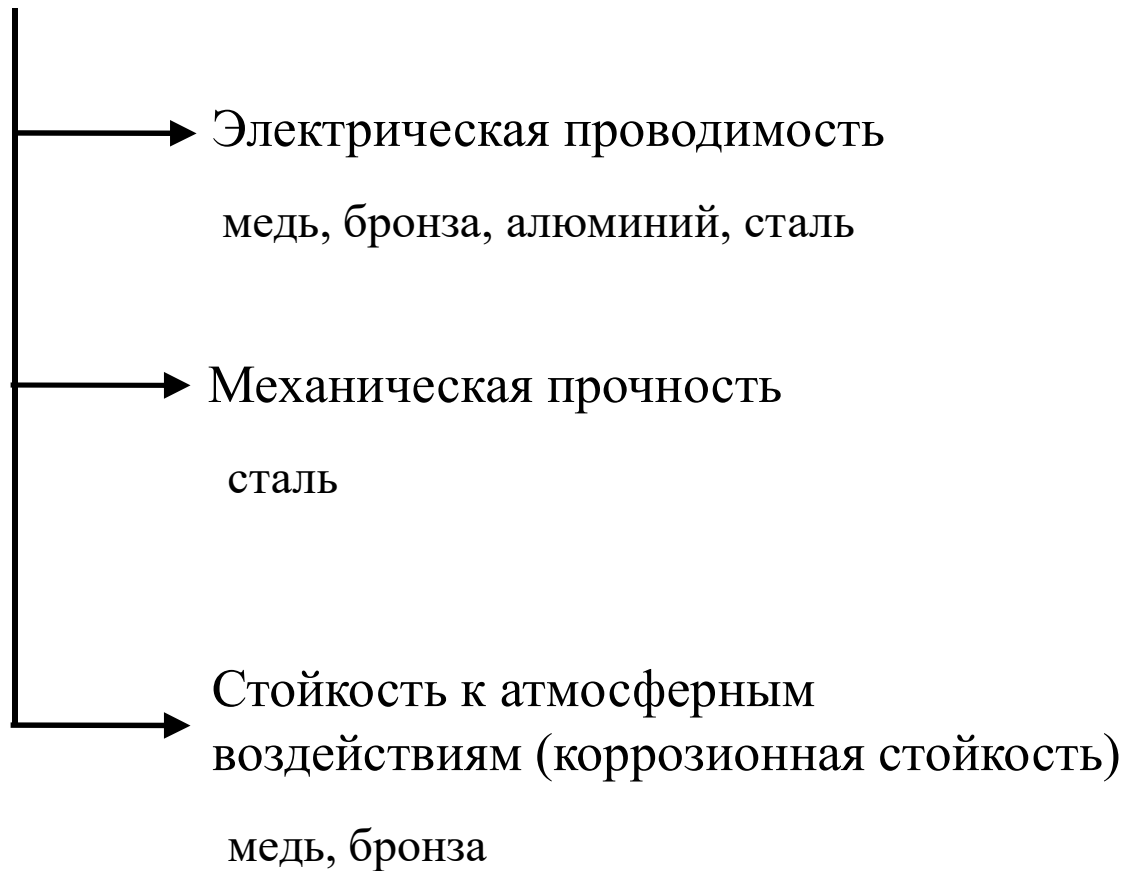 Электрическая проводимость
медь, бронза, алюминий, сталь
Механическая прочность
сталь
Стойкость к атмосферным
воздействиям (коррозионная стойкость)
медь, бронза